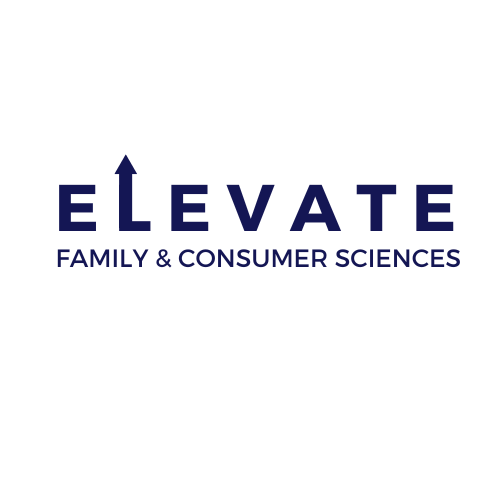 ELEVATE
FAMILY & CONSUMER SCIENCES